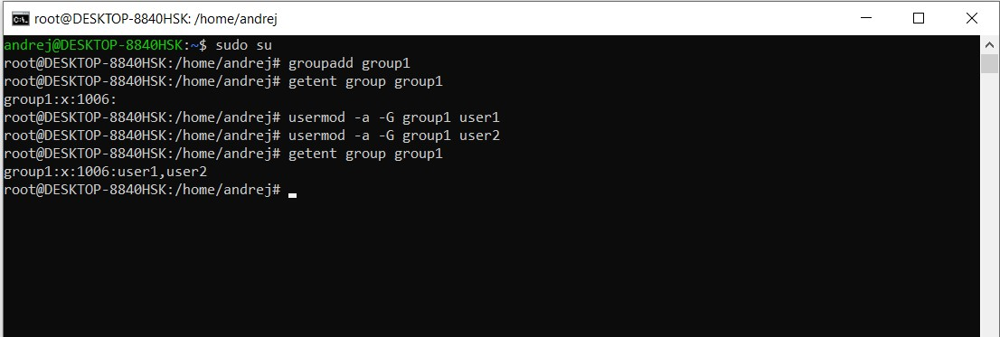 root@DESKTOP-8840HSK: /home/andrej
andrej@DESKTOP-8840HSK:~$ sudo su
root@DESKTOP-8840HSK:/home/andrej# groupadd group1
root@DESKTOP-8840HSK:/home/andrej# getent group group1
group1:x:1006:
root@DESKTOP-8840HSK:/home/andrej# usermod -a -G group1 user1
root@DESKTOP-8840HSK:/home/andrej# usermod -a -G group1 user2
root@DESKTOP-8840HSK:/home/andrej# getent group group1
group1:x:1006:user1,user2
root@DESKTOP-8840HSK:/home/andrej#